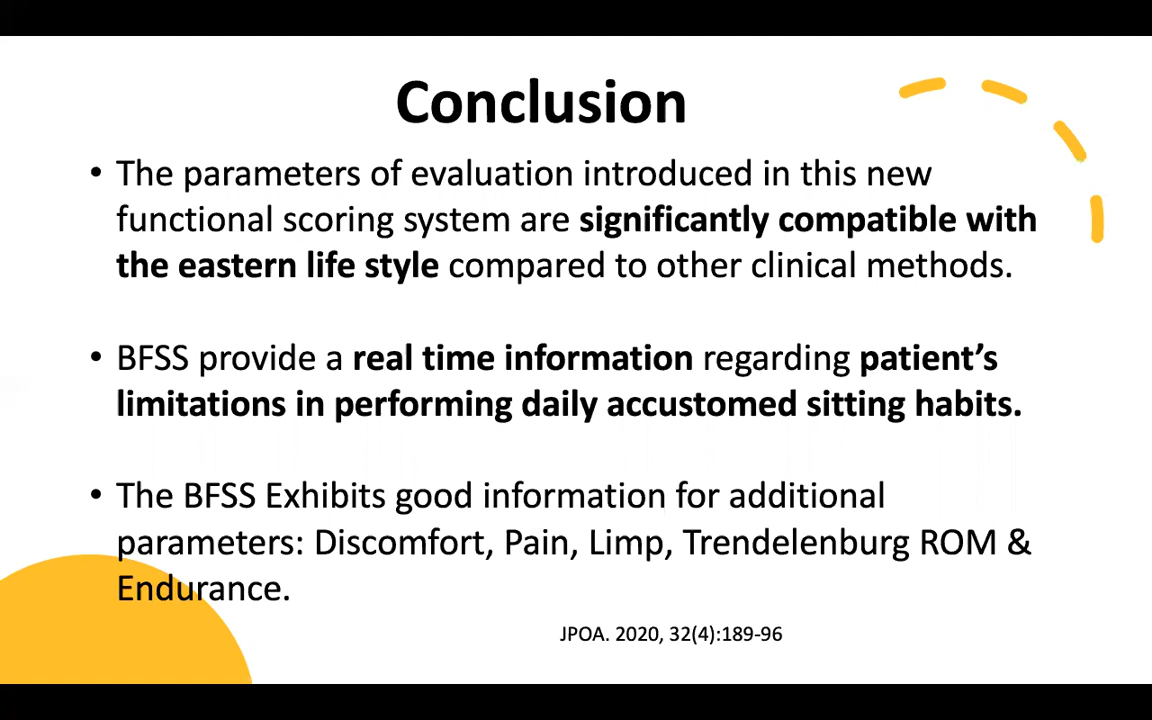 Conclusion
• The parameters of evaluation introduced in this new
functional scoring system are significantly compatible with
the eastern life style compared to other clinical methods.
• BFSS provide a real time information regarding patient’s
limitations in performing daily accustomed sitting habits.
• The BFSS Exhibits good information for additional
parameters: Discomfort, Pain, Limp, Trendelenburg ROM &
Endurance.
JPOA. 2020, 32(4):189-96